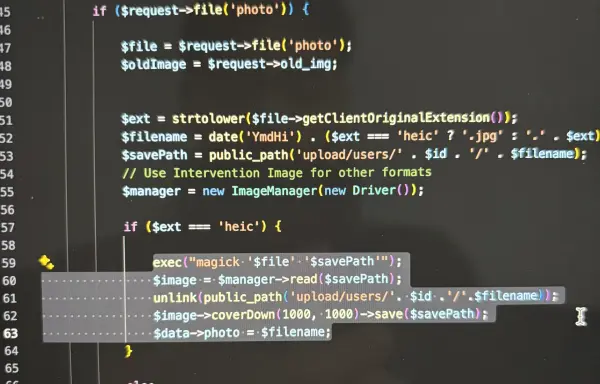 45 if ($request->file('photo')) {
46
47 $file = $request->file('photo');
48 $oldImage = $request->old_img;
49
50
51 $ext = strtolower($file->getClientOriginalExtension());
52 $filename = date('YmdHi') . ($ext === 'heic' ? '.jpg' : '.' . $ext)
53 $savePath = public_path('upload/users/' . $id . '/' . $filename);
54 // Use Intervention Image for other formats
55 $manager = new ImageManager(new Driver());
56
57 if ($ext === 'heic') {
58
59 exec("magick '$file' '$savePath'");
60 $image = $manager->read($savePath);
61 unlink(public_path('upload/users/'. $id .'/'.$filename));
62 $image->coverDown(1000, 1000)->save($savePath);
63 $data->photo = $filename;
64 }
65